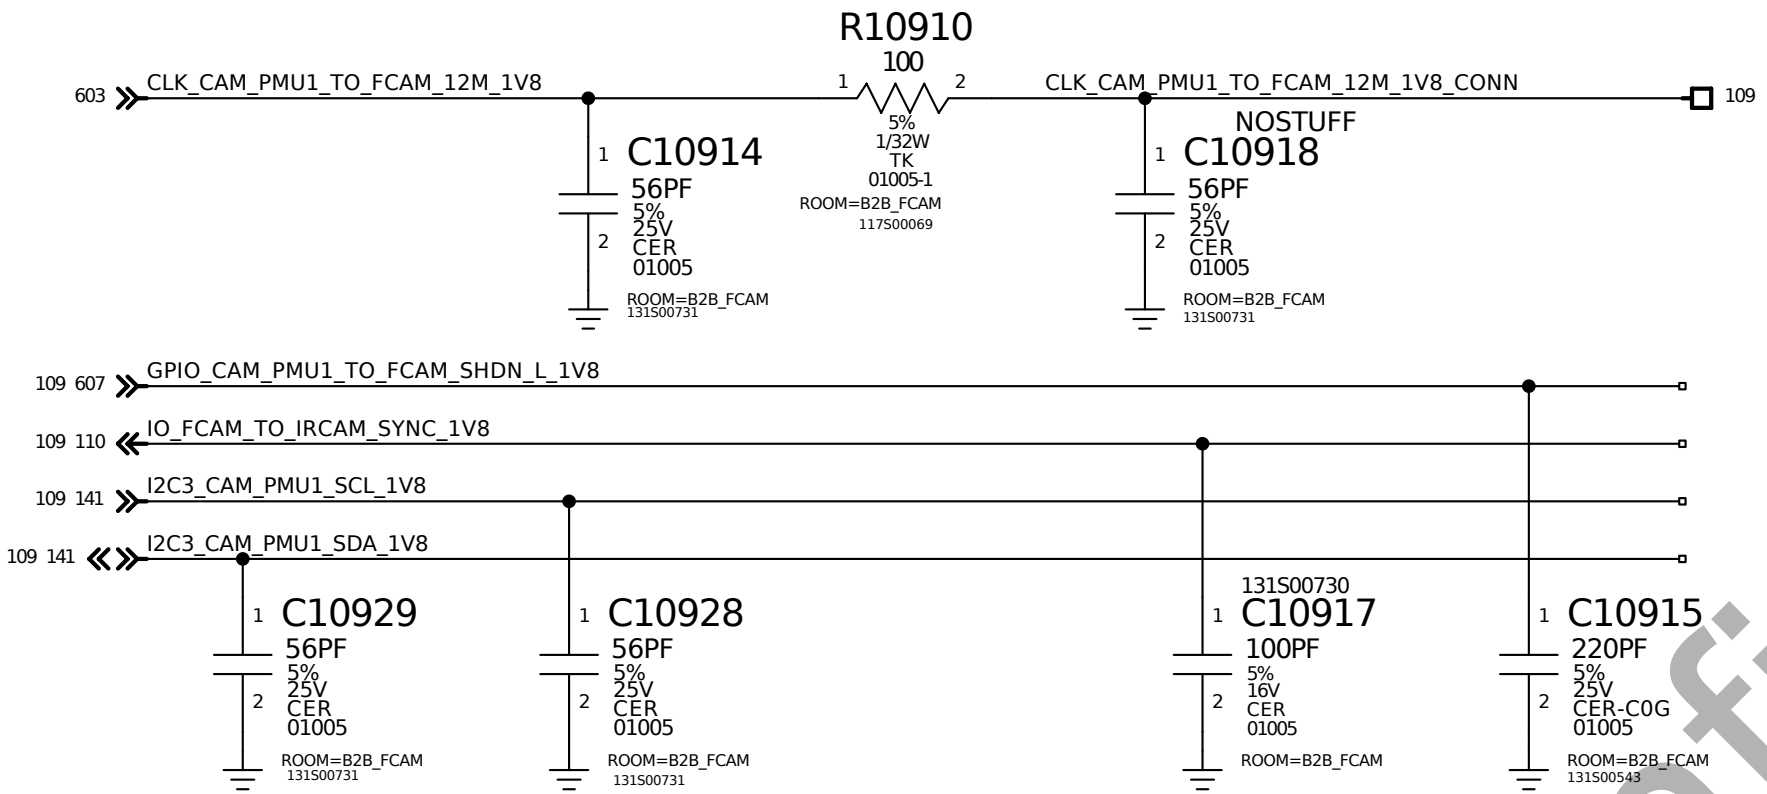 R10910
100
603 CLK_CAM_PMU1_TO_FCAM_12M_1V8 1 2 CLK_CAM_PMU1_TO_FCAM_12M_1V8_CONN 109
5%
1/32W
TK
01005-1
ROOM=B2B_FCAM
117S00069
1 C10914
56PF
5%
25V
2 CER
01005
ROOM=B2B_FCAM
131S00731
NOSTUFF
1 C10918
56PF
5%
25V
2 CER
01005
ROOM=B2B_FCAM
131S00731
109 607 GPIO_CAM_PMU1_TO_FCAM_SHDN_L_1V8
109 110 IO_FCAM_TO_IRCAM_SYNC_1V8
109 141 I2C3_CAM_PMU1_SCL_1V8
109 141 I2C3_CAM_PMU1_SDA_1V8
1 C10929
56PF
5%
25V
2 CER
01005
ROOM=B2B_FCAM
131S00731
1 C10928
56PF
5%
25V
2 CER
01005
ROOM=B2B_FCAM
131S00731
131S00730
1 C10917
100PF
5%
16V
2 CER
01005
ROOM=B2B_FCAM
1 C10915
220PF
5%
25V
2 CER-C0G
01005
ROOM=B2B_FCAM
131S00543